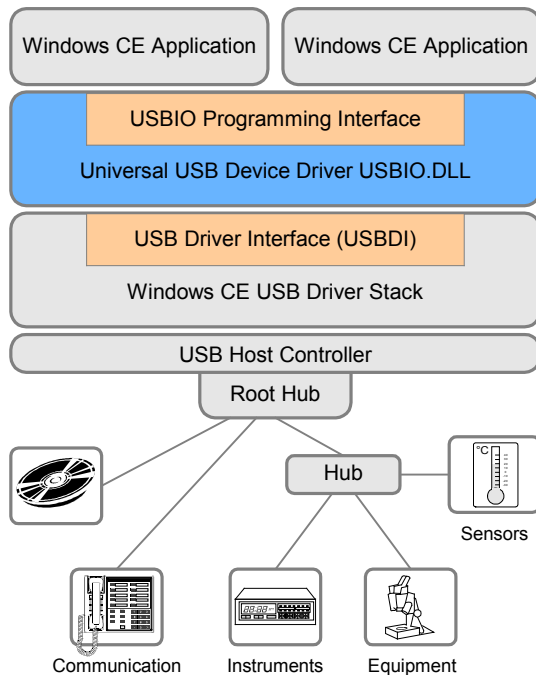 Windows CE Application
Windows CE Application
USBIO Programming Interface
Universal USB Device Driver USBIO.DLL
USB Driver Interface (USBDI)
Windows CE USB Driver Stack
USB Host Controller
Root Hub
Hub
°C
Sensors
Communication
Instruments
Equipment